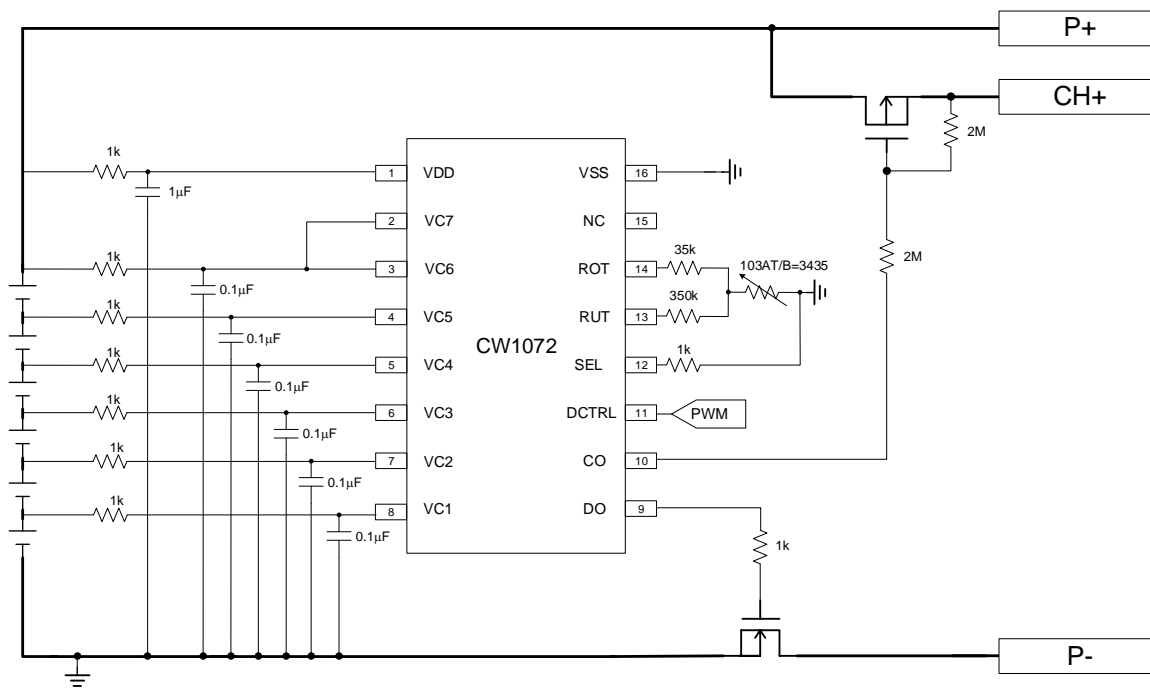 P+
CH+
2M
1k
1µF
1 VDD
VSS 16
2 VC7
NC 15
1k
3 VC6
ROT 14
35k
103AT/B=3435
2M
0.1µF
1k
4 VC5
RUT 13
350k
0.1µF
CW1072
1k
5 VC4
SEL 12
1k
0.1µF
1k
6 VC3
DCTRL 11
PWM
0.1µF
1k
7 VC2
CO 10
0.1µF
1k
8 VC1
DO 9
0.1µF
1k
P-